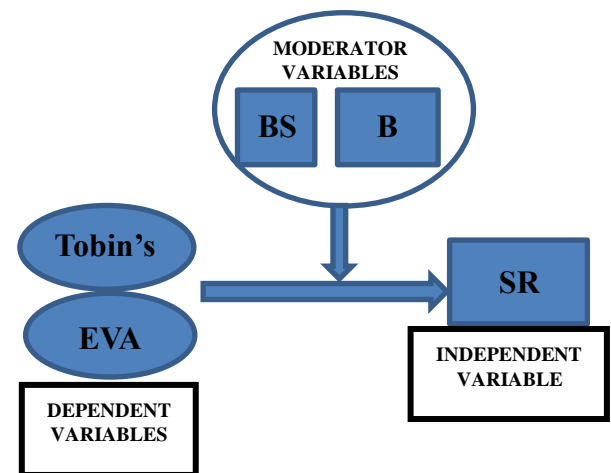 MODERATOR
VARIABLES
BS B
Tobin's
EVA
SR
DEPENDENT
VARIABLES
INDEPENDENT
VARIABLE